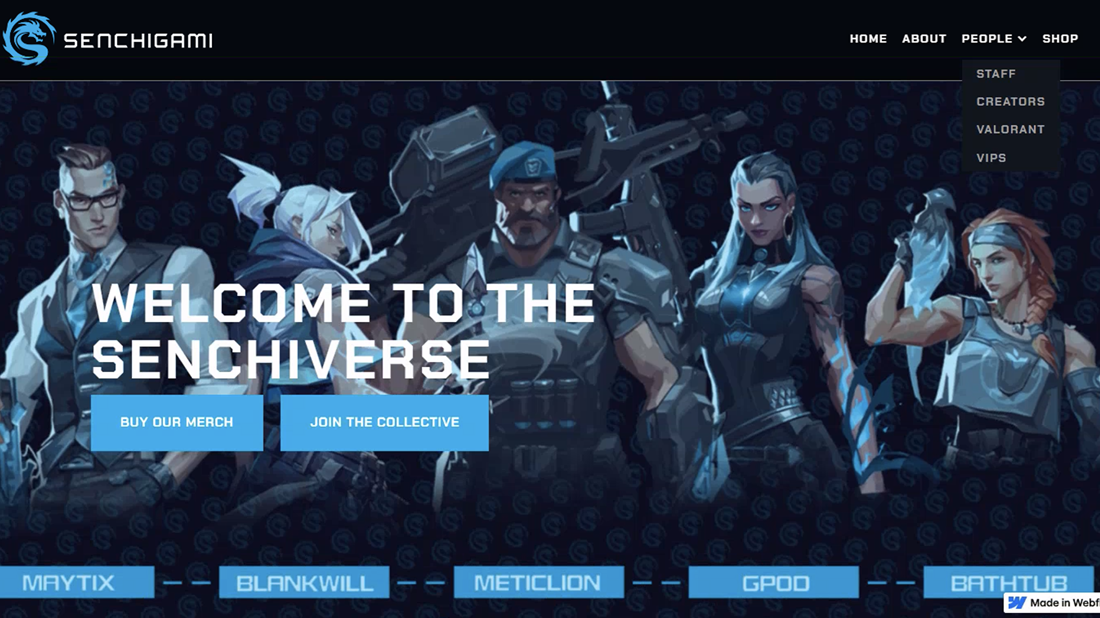 SENCHIGAMI
HOME ABOUT PEOPLE SHOP
STAFF
CREATORS
VALORANT
VIPS
WELCOME TO THE
SENCHIVERSE
BUY OUR MERCH JOIN THE COLLECTIVE
MAYTIX BLANKWILL METICLION GPOD BATHTUB
Made in Webf